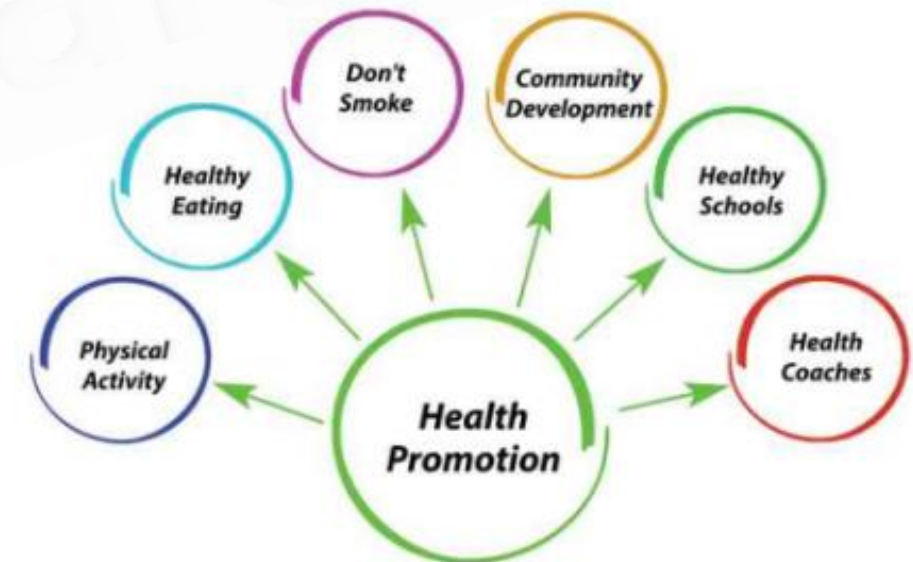 Don't
Smoke
Community
Development
Healthy
Eating
Healthy
Schools
Physical
Activity
Health
Coaches
Health
Promotion